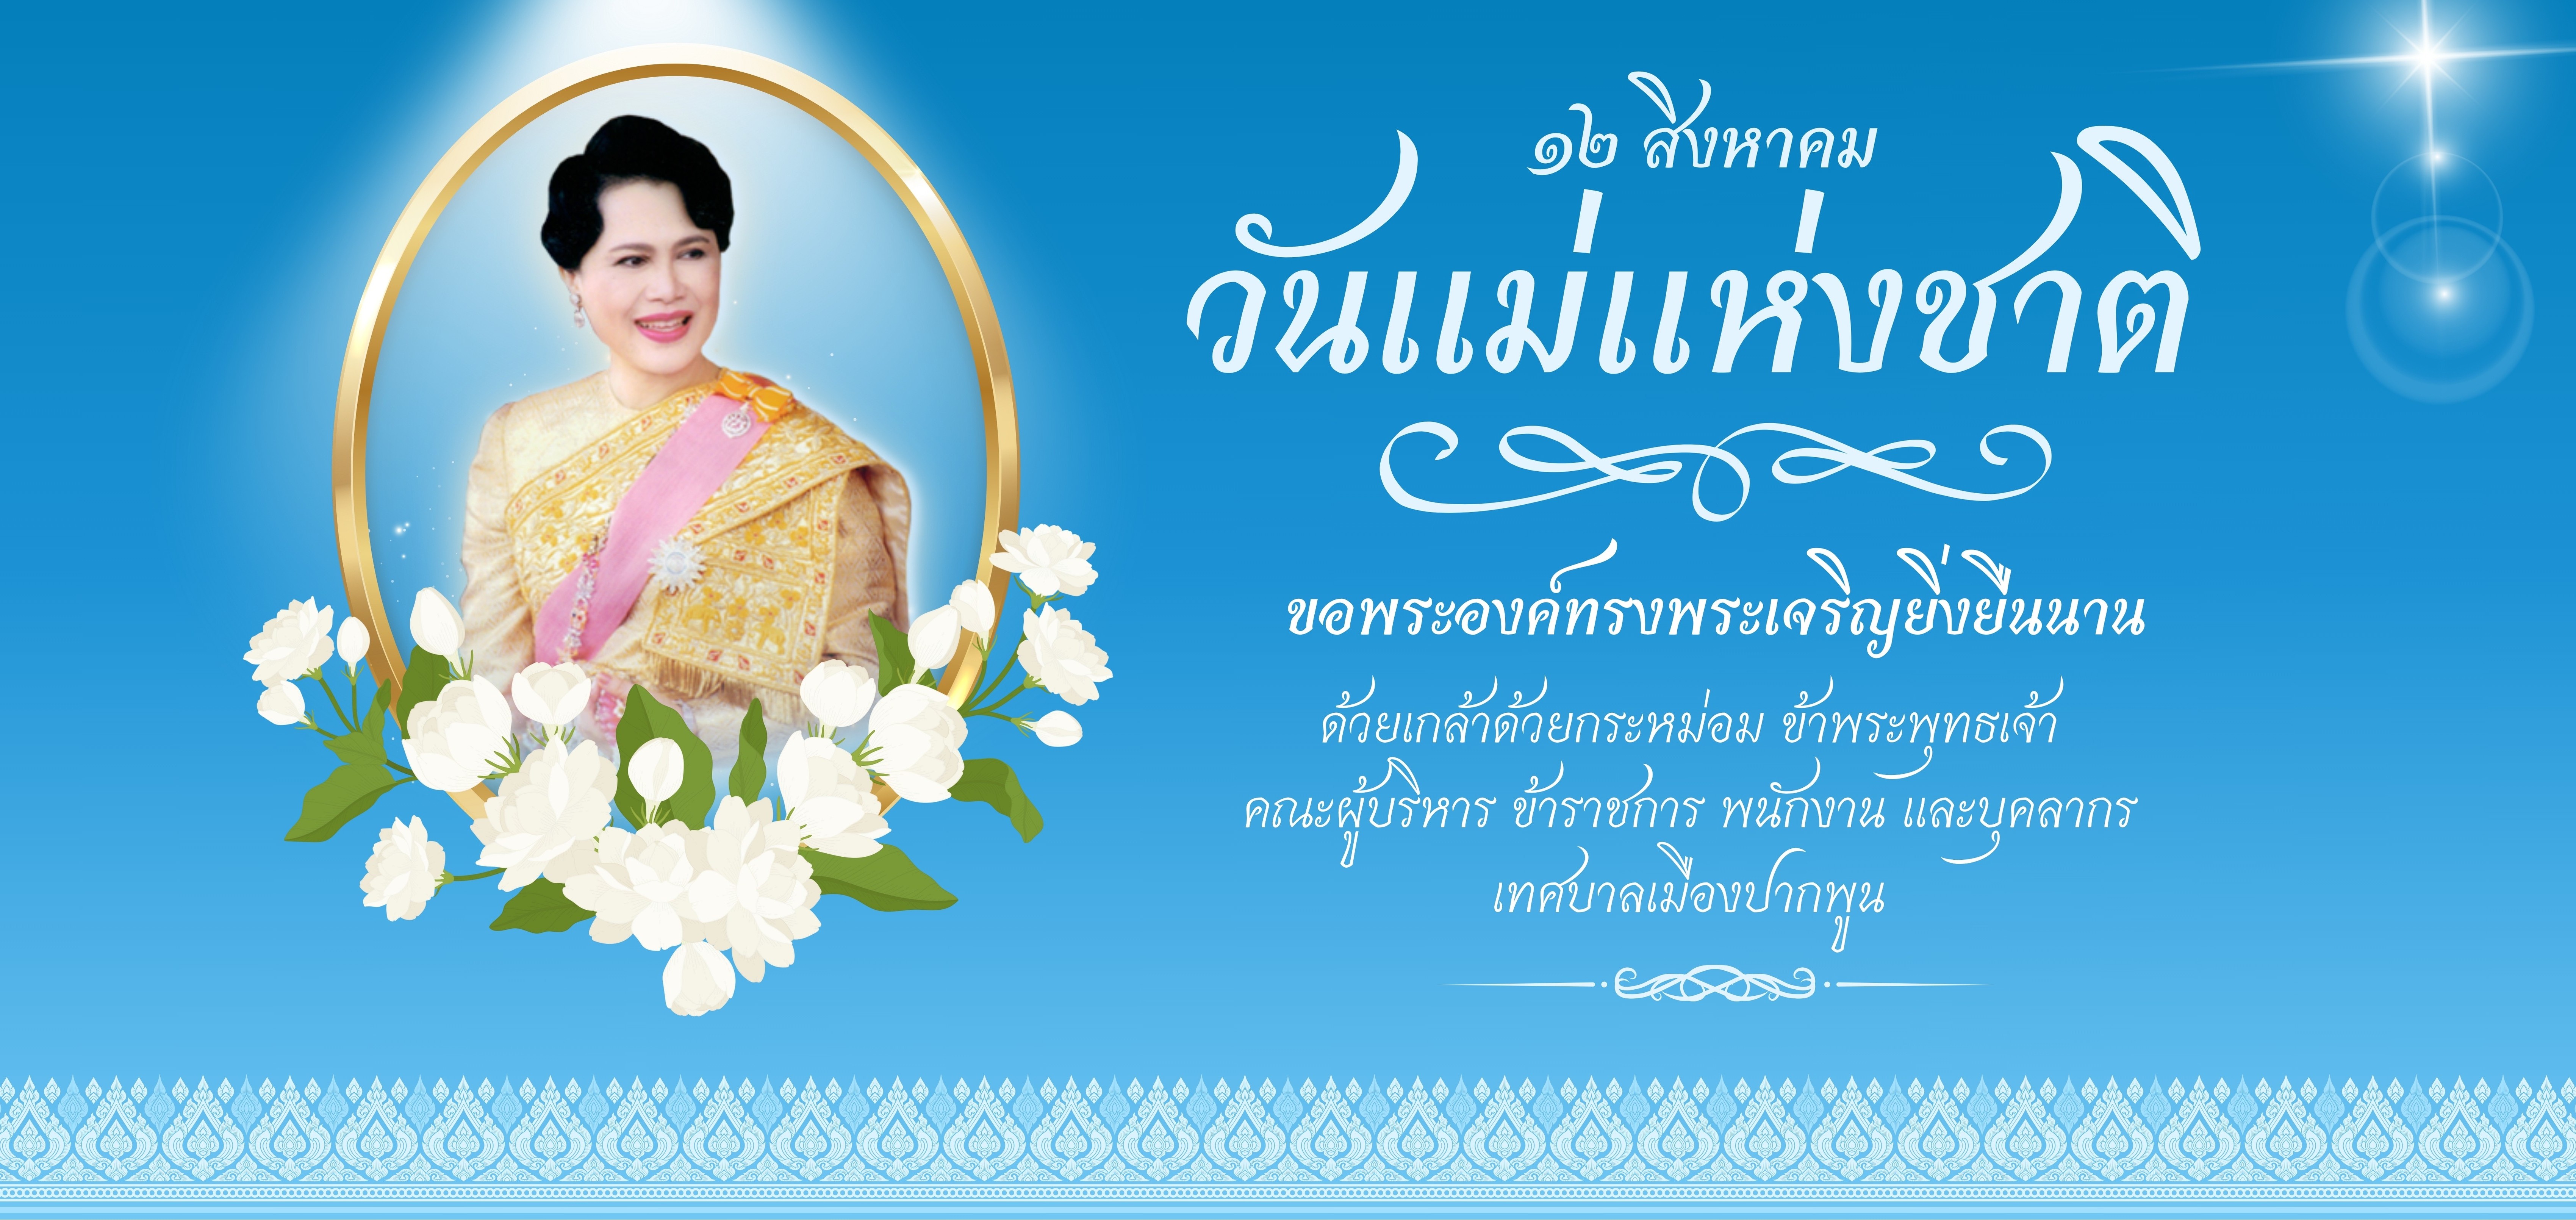 ๑๒ สิงหาคม
วันแม่แห่งชาติ
ขอพระองค์ทรงพระเจริญยิ่งยืนนาน
ด้วยเกล้าด้วยกระหม่อม ข้าพระพุทธเจ้า
คณะผู้บริหาร ข้าราชการ พนักงาน และบุคลากร
เทศบาลเมืองปากพูน